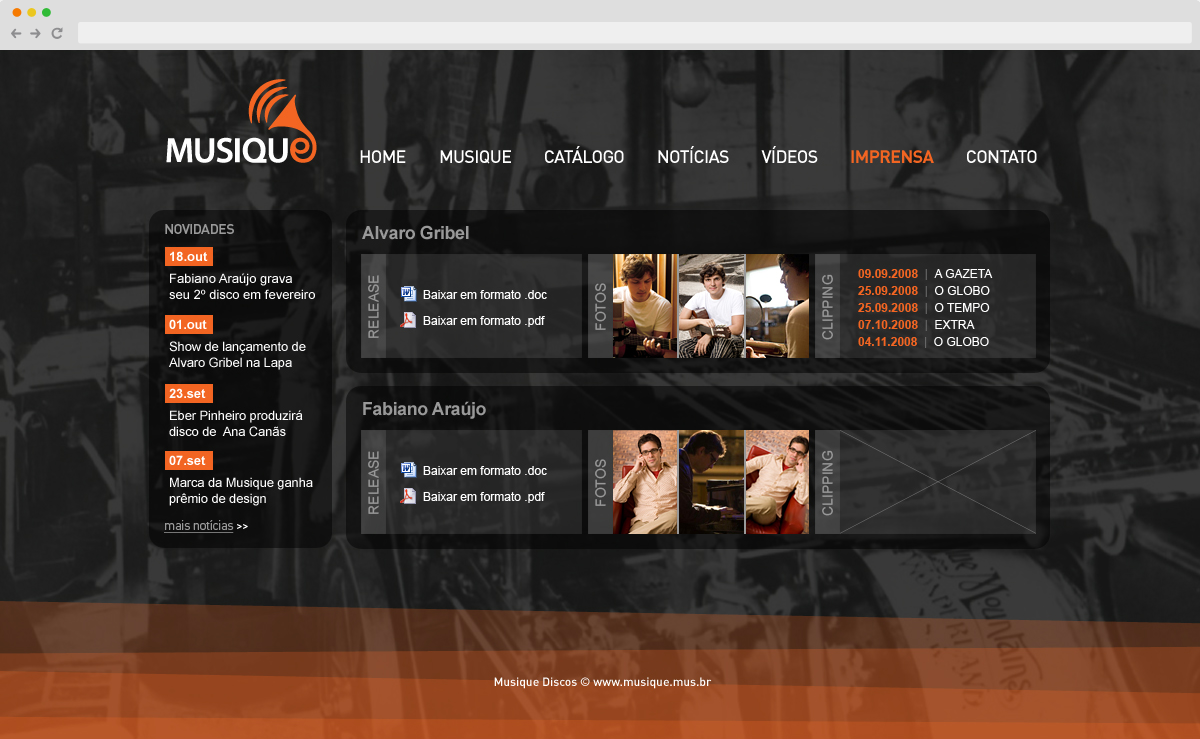 MUSIQUe
HOME
MUSIQUE
CATÁLOGO
NOTÍCIAS
VÍDEOS
IMPRENSA
CONTATO
NOVIDADES
18.out
Fabiano Araújo grava
seu 2º disco em fevereiro
01.out
Show de lançamento de
Alvaro Gribel na Lapa
23.set
Eber Pinheiro produzirá
disco de Ana Canãs
07.set
Marca da Musique ganha
prêmio de design
mais notícias >>
Alvaro Gribel
RELEASE
Baixar em formato .doc
Baixar em formato .pdf
FOTOS
CLIPPING
09.09.2008 | A GAZETA
25.09.2008 | O GLOBO
25.09.2008 | O TEMPO
07.10.2008 | EXTRA
04.11.2008 | O GLOBO
Fabiano Araújo
RELEASE
Baixar em formato .doc
Baixar em formato .pdf
FOTOS
CLIPPING
Musique Discos © www.musique.mus.br